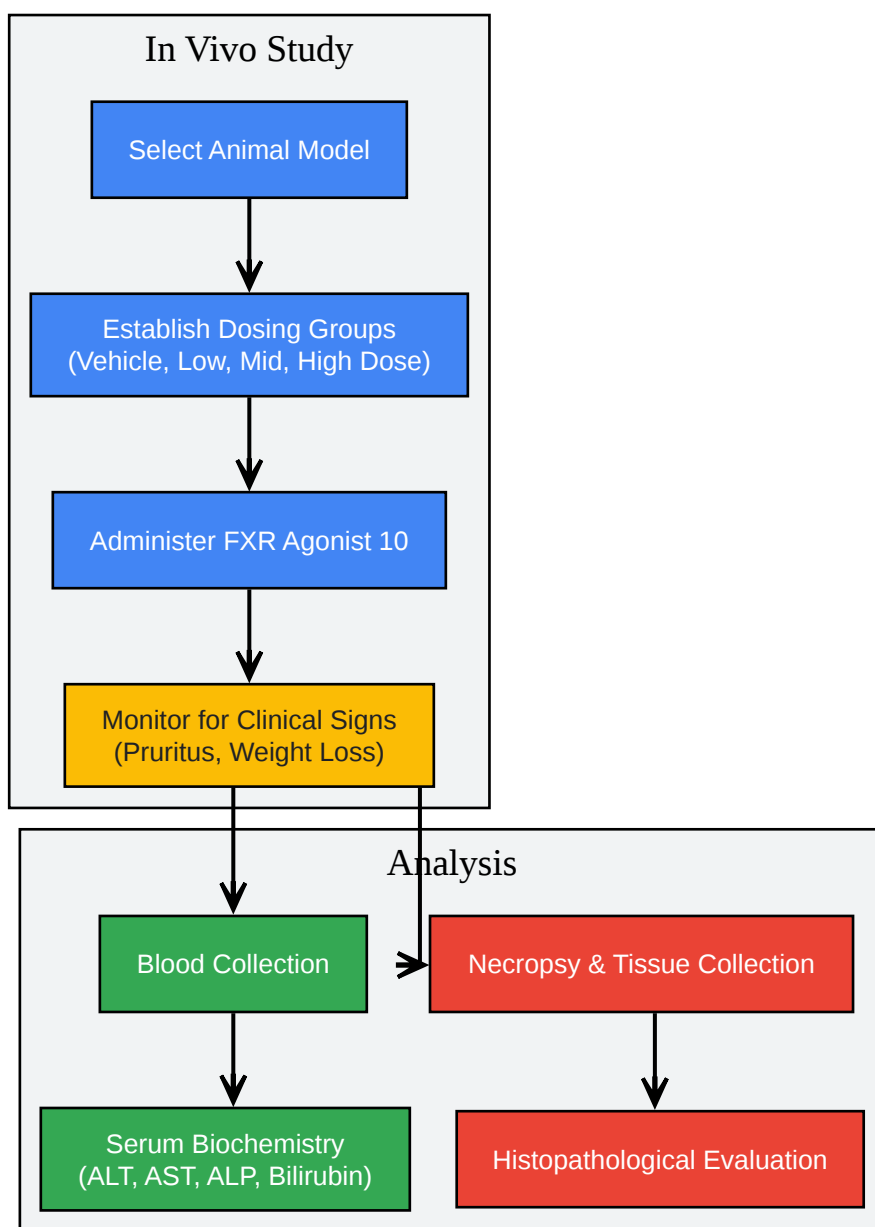 In Vivo Study
Select Animal Model
Establish Dosing Groups
(Vehicle, Low, Mid, High Dose)
Administer FXR Agonist 10
Monitor for Clinical Signs
(Pruritus, Weight Loss)
Analysis
Blood Collection
Necropsy & Tissue Collection
Serum Biochemistry
(ALT, AST, ALP, Bilirubin)
Histopathological Evaluation